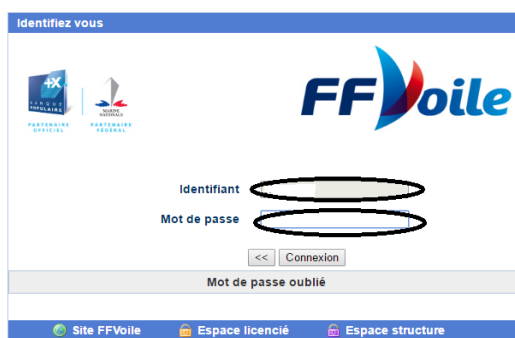 Identifiez vous
BANQUE
POPULAIRE
MARINE
NATIONALE
PARTENAIRE
OFFICIEL
PARTENAIRE
FÉDÉRAL
FFVoile
Identifiant
Mot de passe
<< Connexion
Mot de passe oublié
Site FFVoile Espace licencié Espace structure